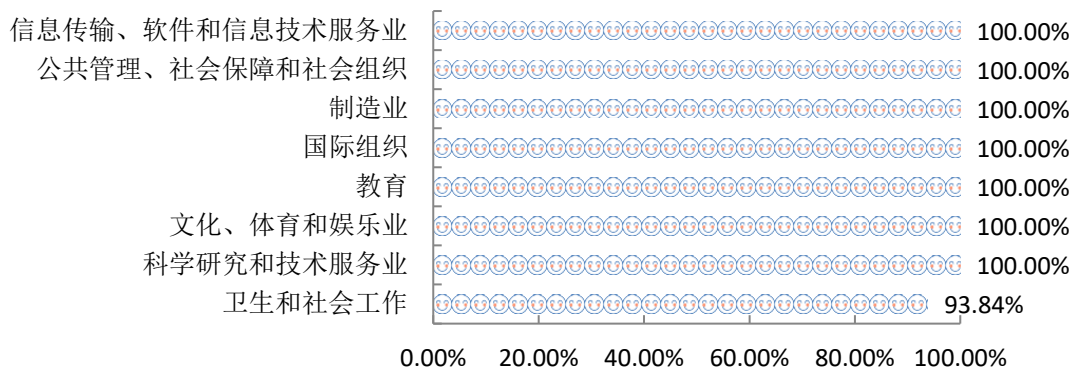 信息传输、软件和信息技术服务业 100.00%
公共管理、社会保障和社会组织 100.00%
制造业 100.00%
国际组织 100.00%
教育 100.00%
文化、体育和娱乐业 100.00%
科学研究和技术服务业 100.00%
卫生和社会工作 93.84%
0.00% 20.00% 40.00% 60.00% 80.00% 100.00%